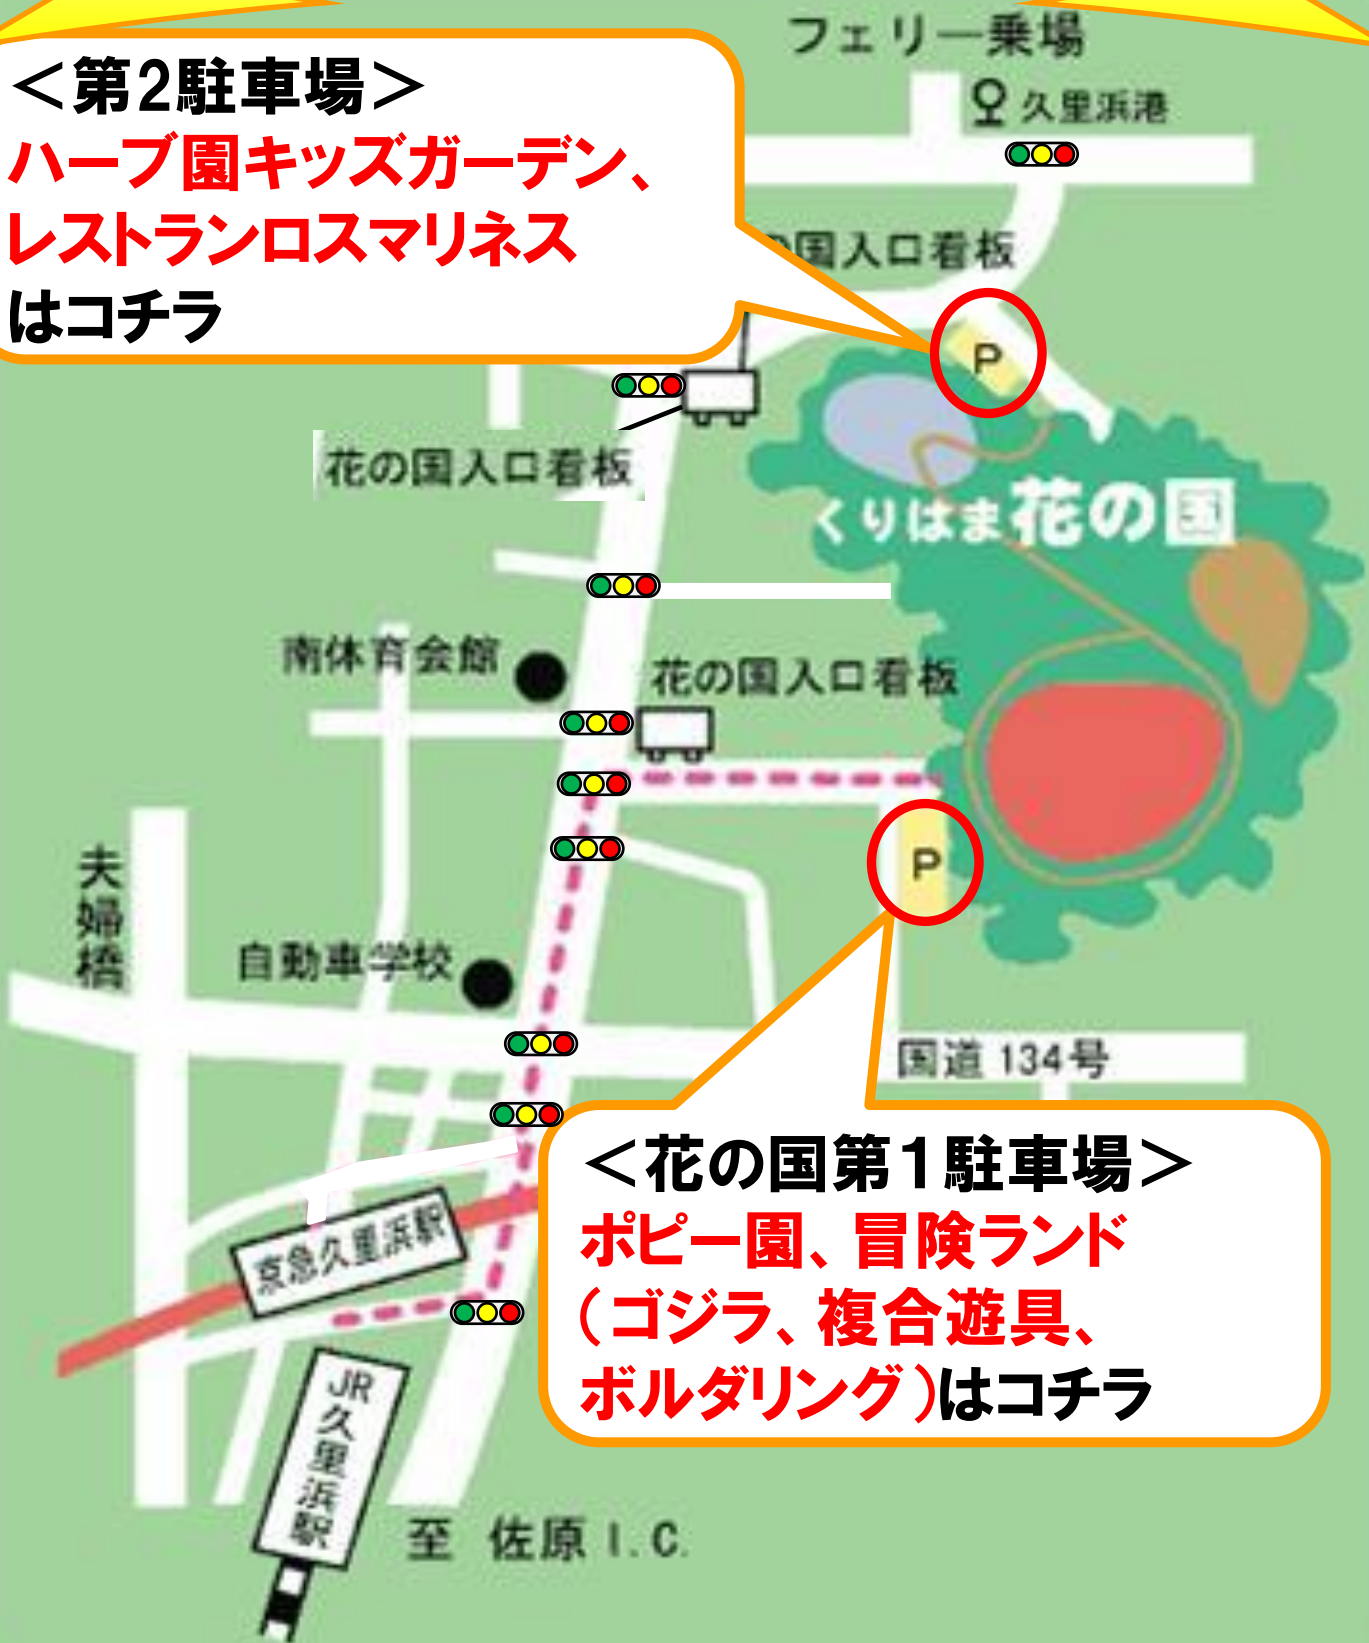 フェリー乗場
久里浜港
＜第2駐車場＞
ハーブ園キッズガーデン、
レストランロスマリネス
はコチラ
の国入口看板
P
花の国入口看板
くりはま花の国
南体育会館
花の国入口看板
P
夫婦橋
自動車学校
国道134号
＜花の国第1駐車場＞
ポピー園、冒険ランド
（ゴジラ、複合遊具、
ボルダリング）はコチラ
京急久里浜駅
JR久里浜駅
至 佐原 I.C.